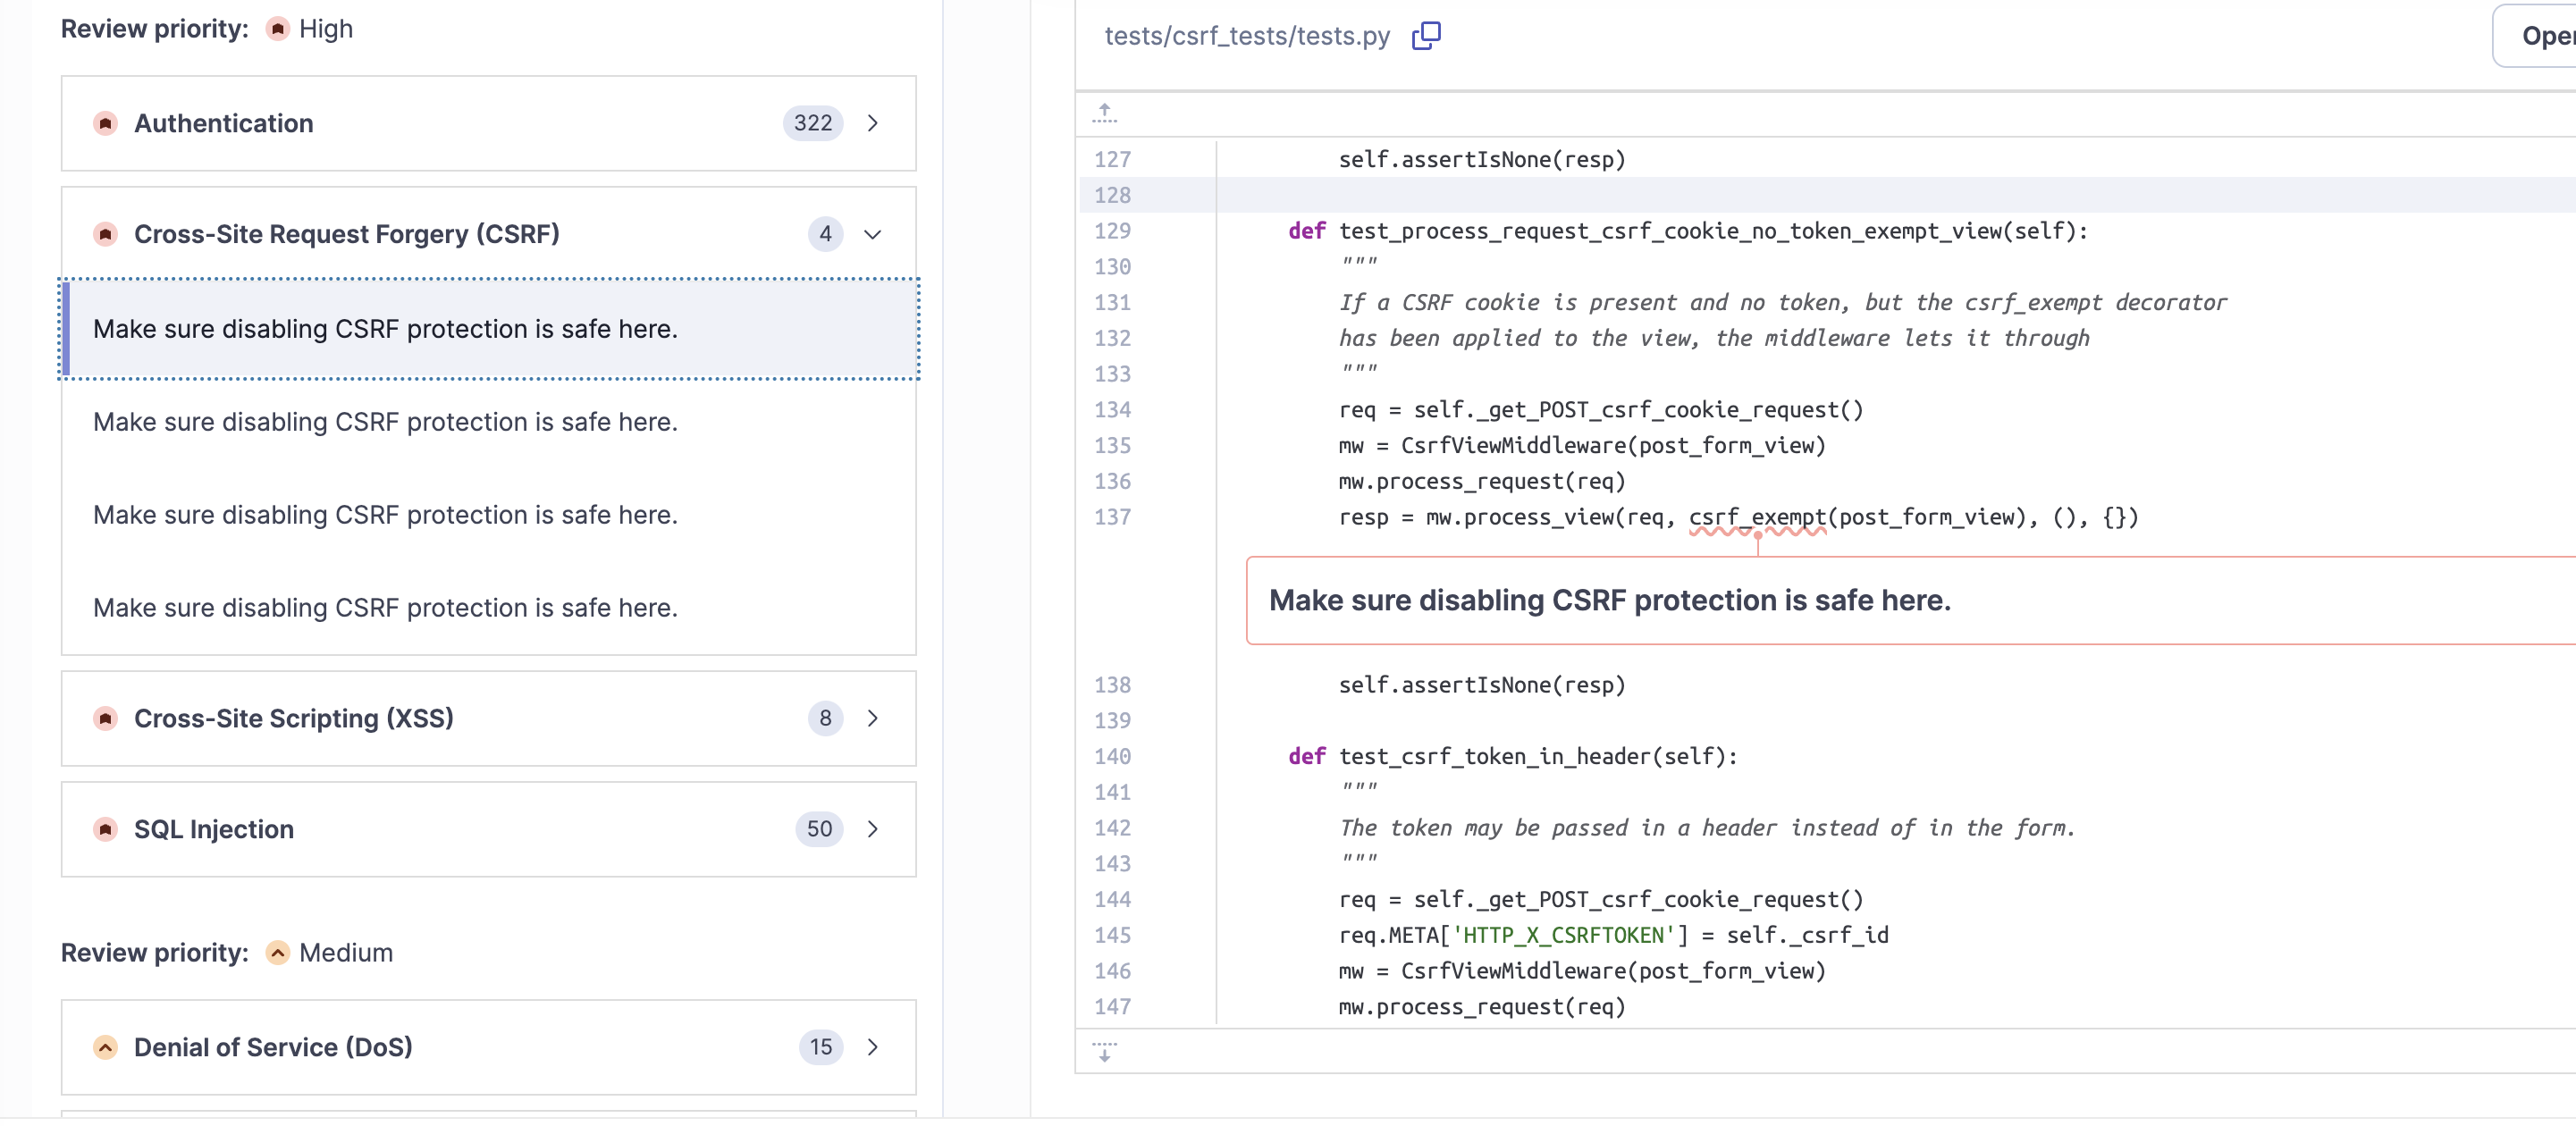 Review priority: High
Authentication 322
Cross-Site Request Forgery (CSRF) 4
Make sure disabling CSRF protection is safe here.
Make sure disabling CSRF protection is safe here.
Make sure disabling CSRF protection is safe here.
Make sure disabling CSRF protection is safe here.
Cross-Site Scripting (XSS) 8
SQL Injection 50
Review priority: Medium
Denial of Service (DoS) 15
tests/csrf_tests/tests.py
Open
127 self.assertIsNone(resp)
128
129 def test_process_request_csrf_cookie_no_token_exempt_view(self):
130 """
131 If a CSRF cookie is present and no token, but the csrf_exempt decorator
132 has been applied to the view, the middleware lets it through
133 """
134 req = self._get_POST_csrf_cookie_request()
135 mw = CsrfViewMiddleware(post_form_view)
136 mw.process_request(req)
137 resp = mw.process_view(req, csrf_exempt(post_form_view), (), {})
Make sure disabling CSRF protection is safe here.
138 self.assertIsNone(resp)
139
140 def test_csrf_token_in_header(self):
141 """
142 The token may be passed in a header instead of in the form.
143 """
144 req = self._get_POST_csrf_cookie_request()
145 req.META['HTTP_X_CSRFTOKEN'] = self._csrf_id
146 mw = CsrfViewMiddleware(post_form_view)
147 mw.process_request(req)